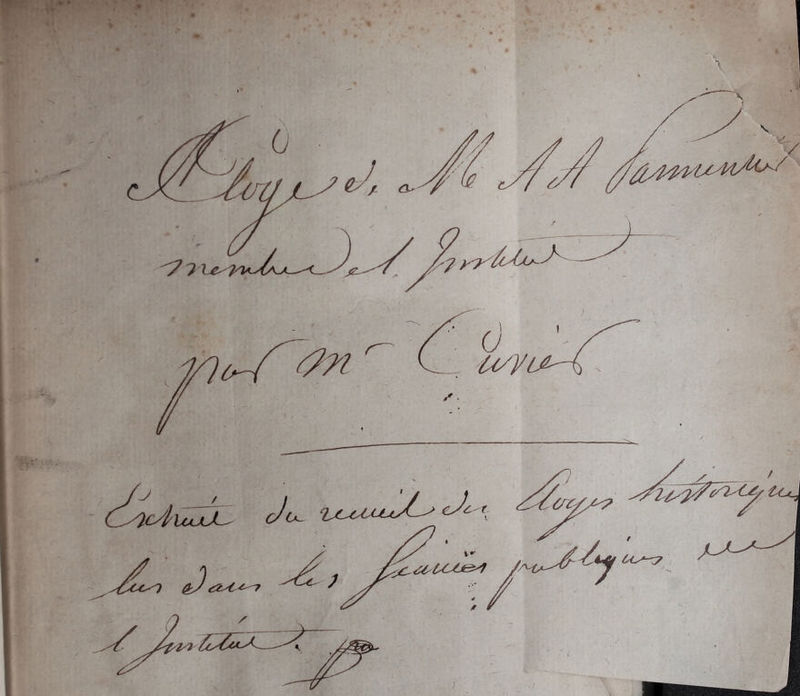 Eloge de M A A Parmentier
membre de l Institut
par Mr Cuvier
Extrait du recueil des Eloges historiques
lus dans les Séances publiques de
l Institut.